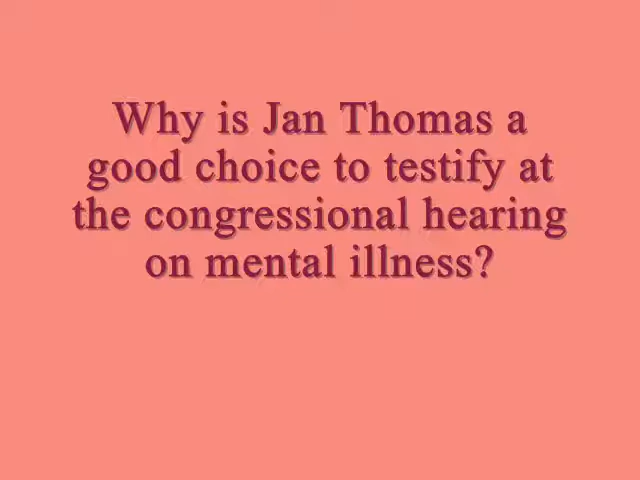 Why is Jan Thomas a
good choice to testify at
the congressional hearing
on mental illness?